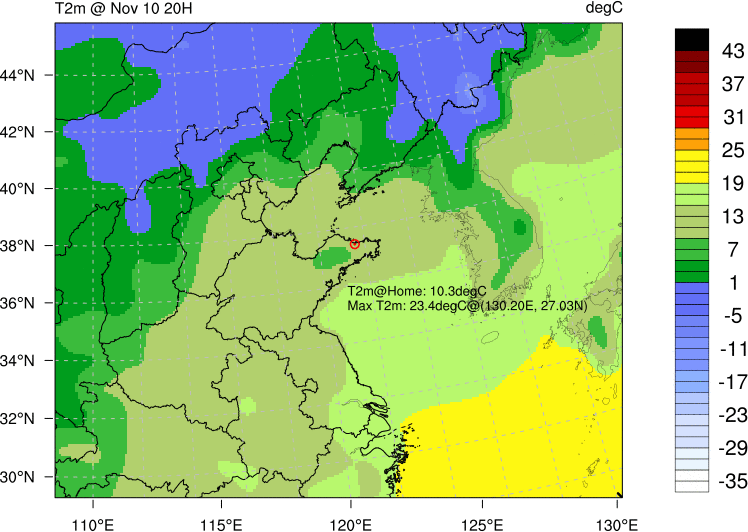 T2m @ Nov 10 20H degC
43
44°N
37
31
42°N
25
40°N
19
13
38°N
7
T2m@Home: 10.3degC
1
Max T2m: 23.4degC@(130.20E, 27.03N)
36°N
-5
-11
34°N
-17
32°N
-23
-29
30°N
-35
110°E 115°E 120°E 125°E 130°E